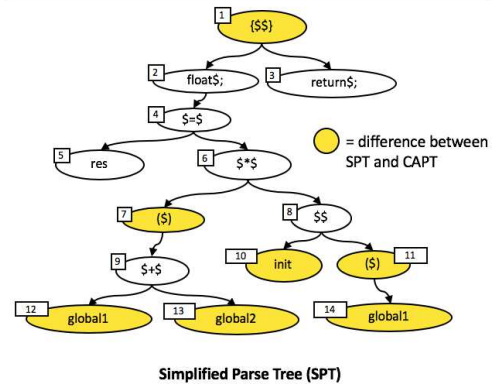 1
{$$}
2
float$;
3
return$;
4
$=$
5
res
6
$*$
= difference between
SPT and CAPT
7
($)
8
$$
9
$+$
10
init
($)
11
12
global1
13
global2
14
global1
Simplified Parse Tree (SPT)